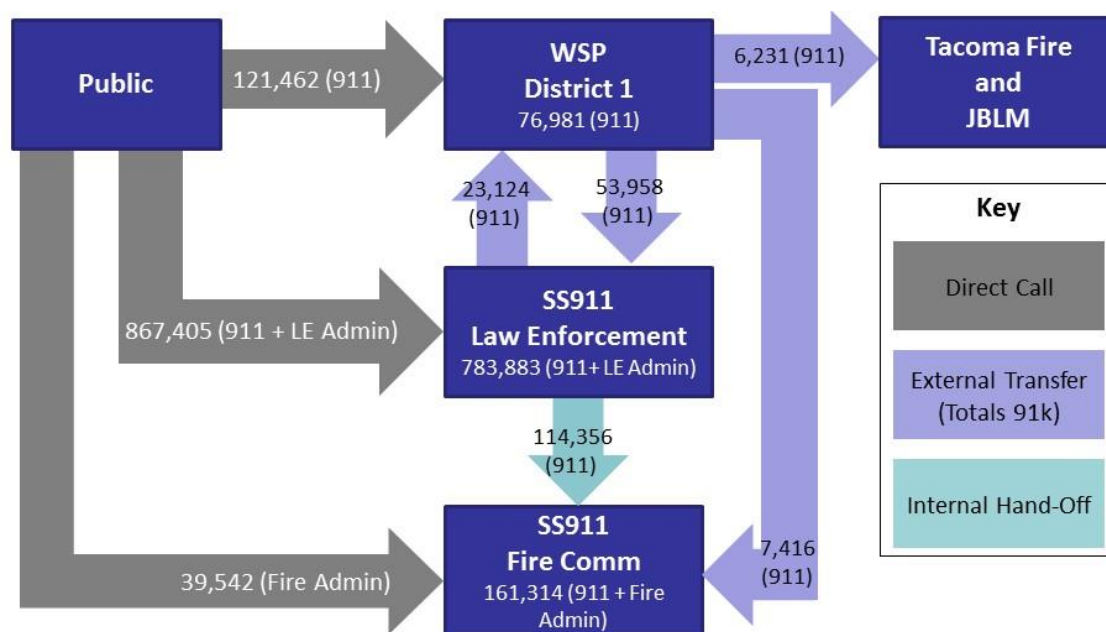 Public
121,462 (911)
WSP
District 1
76,981 (911)
6,231 (911)
Tacoma Fire
and
JBLM
23,124
(911)
53,958
(911)
867,405 (911 + LE Admin)
SS911
Law Enforcement
783,883 (911+ LE Admin)
114,356
(911)
39,542 (Fire Admin)
SS911
Fire Comm
161,314 (911 + Fire
Admin)
7,416
(911)
Key
Direct Call
External Transfer
(Totals 91k)
Internal Hand-Off